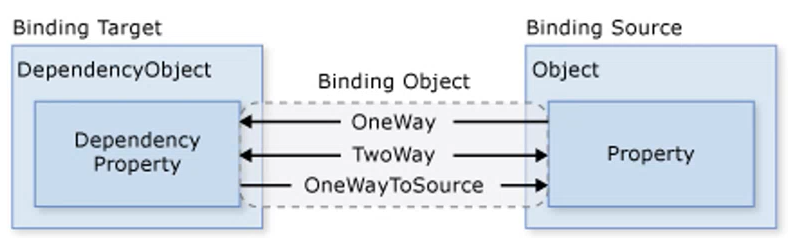 Binding Target
Binding Source
DependencyObject
Object
Binding Object
OneWay
Dependency
Property
TwoWay
Property
OneWayToSource